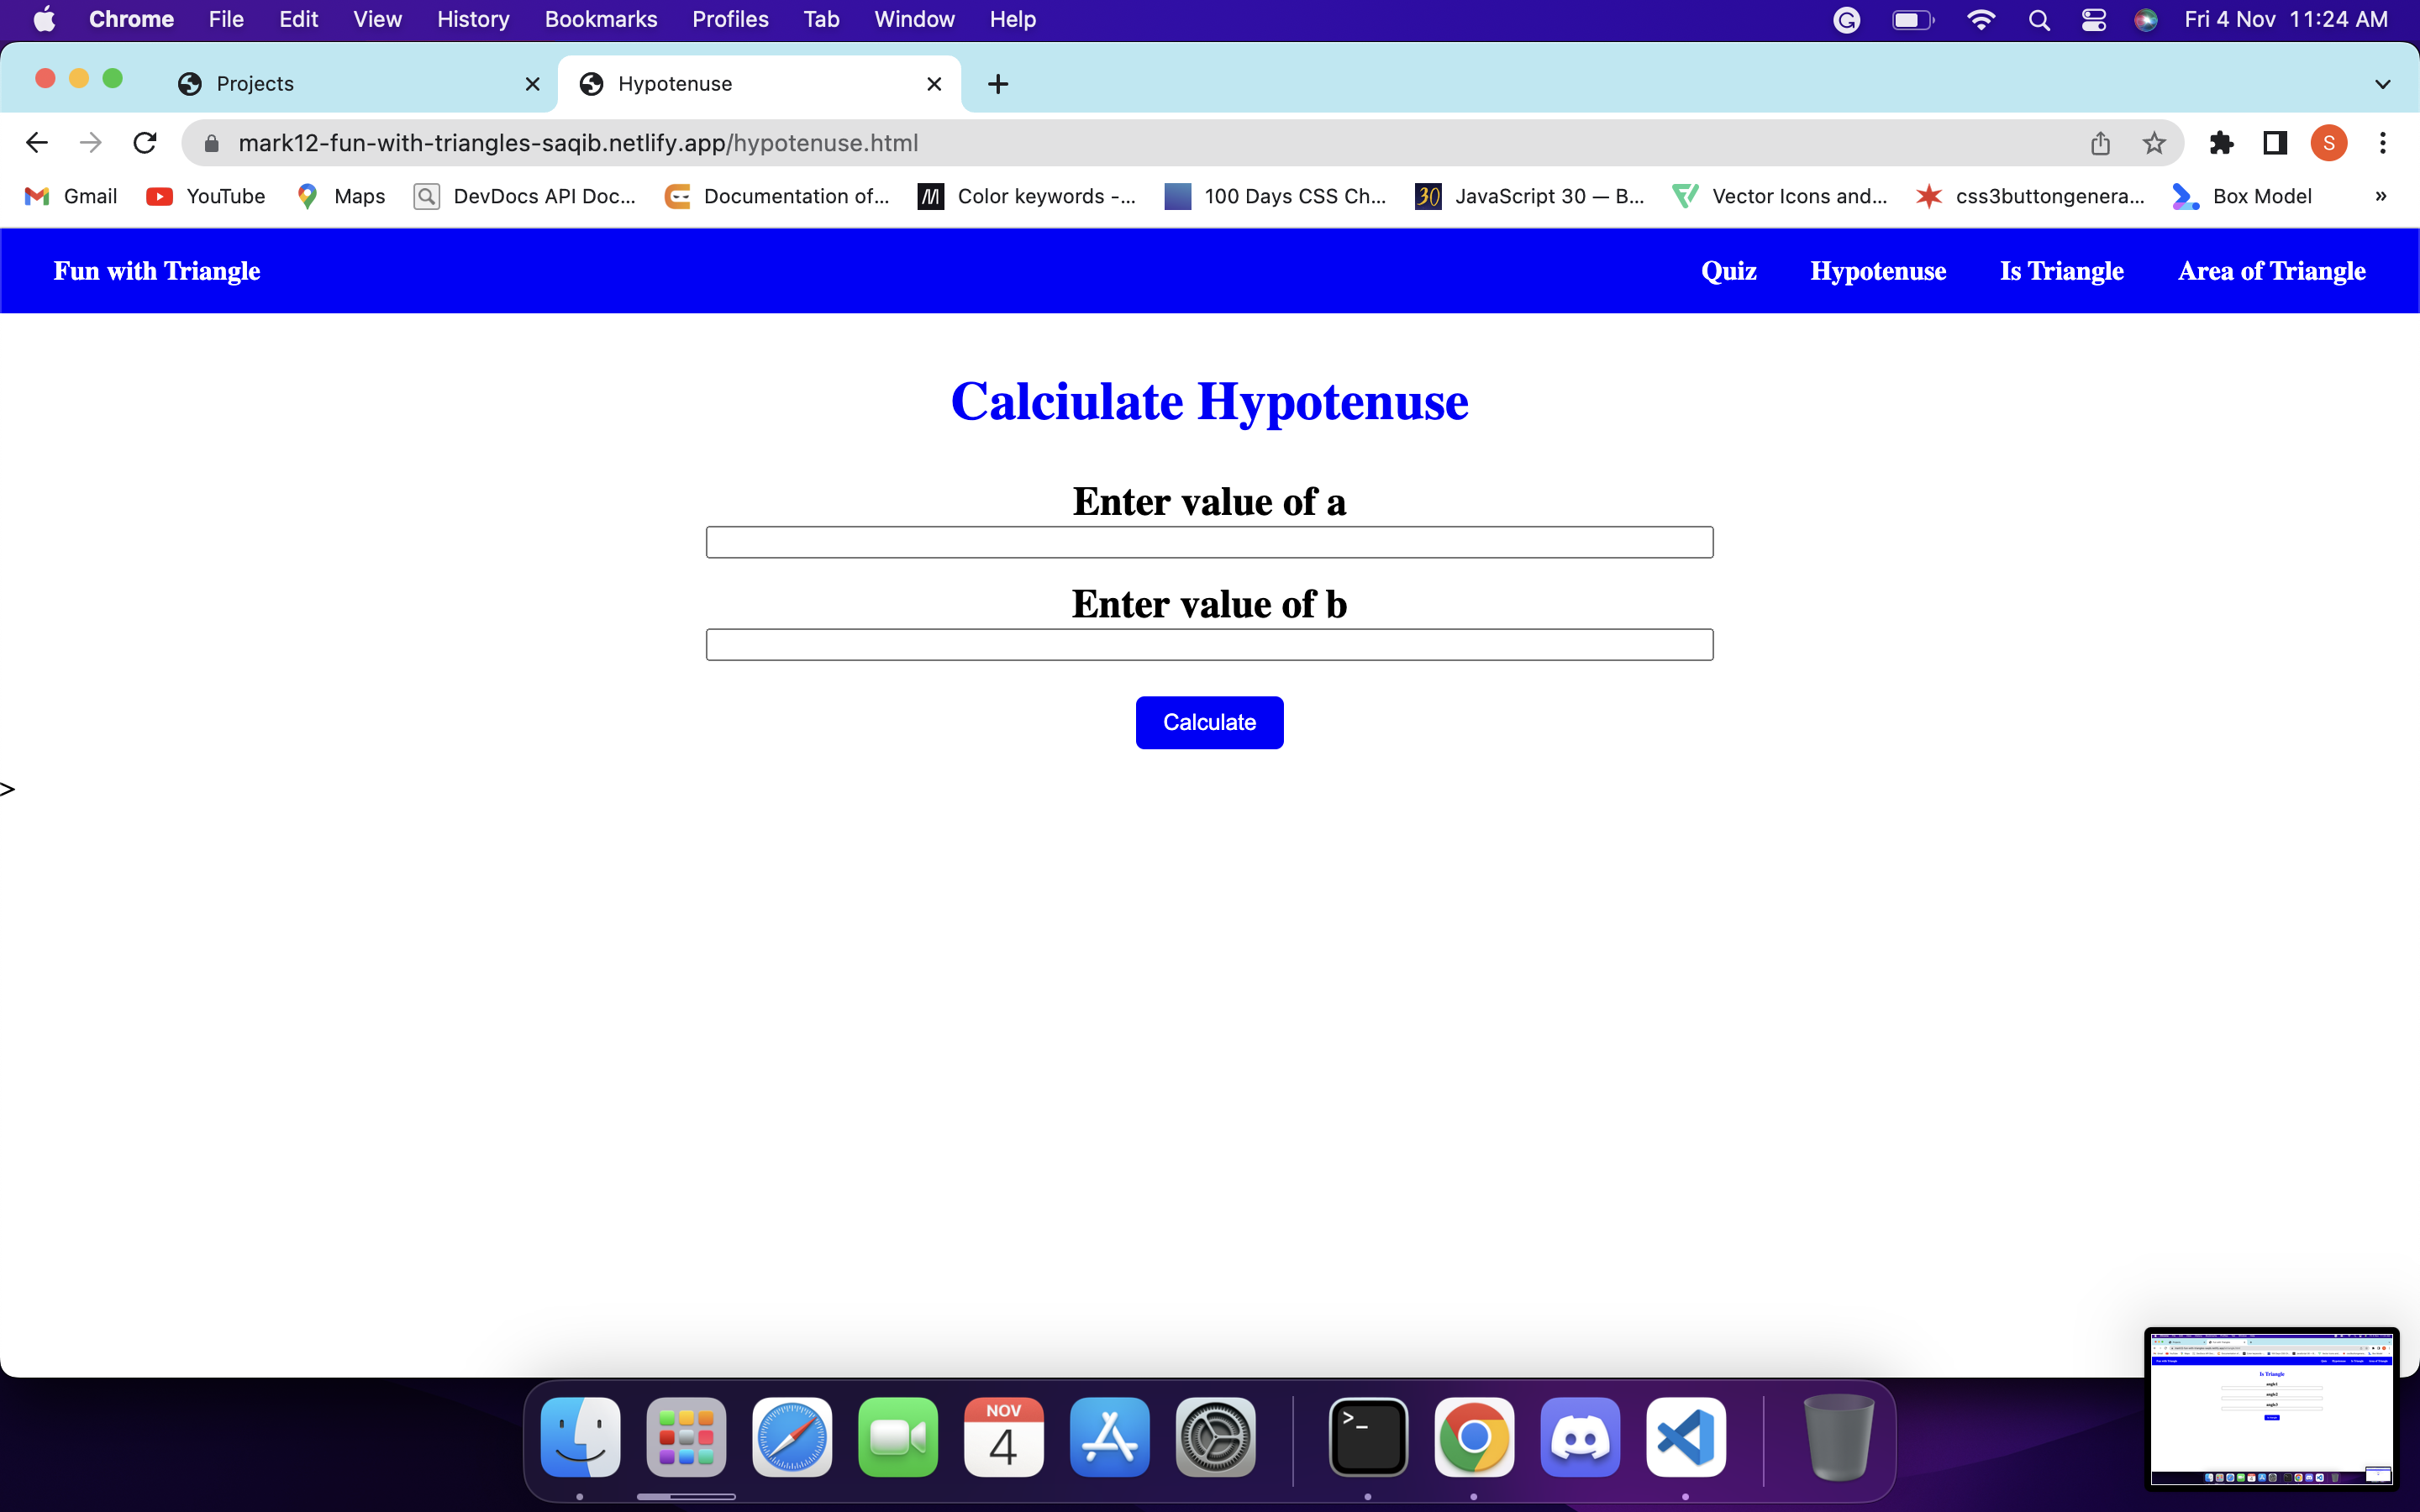 Chrome File Edit View History Bookmarks Profiles Tab Window Help Fri 4 Nov 11:24 AM
Projects Hypotenuse
mark12-fun-with-triangles-saqib.netlify.app/hypotenuse.html S
Gmail YouTube Maps DevDocs API Doc... Documentation of... Color keywords -... 30 100 Days CSS Ch... JavaScript 30 — B... Vector Icons and... css3buttongenera... Box Model »
Fun with Triangle Quiz Hypotenuse Is Triangle Area of Triangle
Calciulate Hypotenuse
Enter value of a
Enter value of b
Calculate
>
Is Triangle
NOV
4